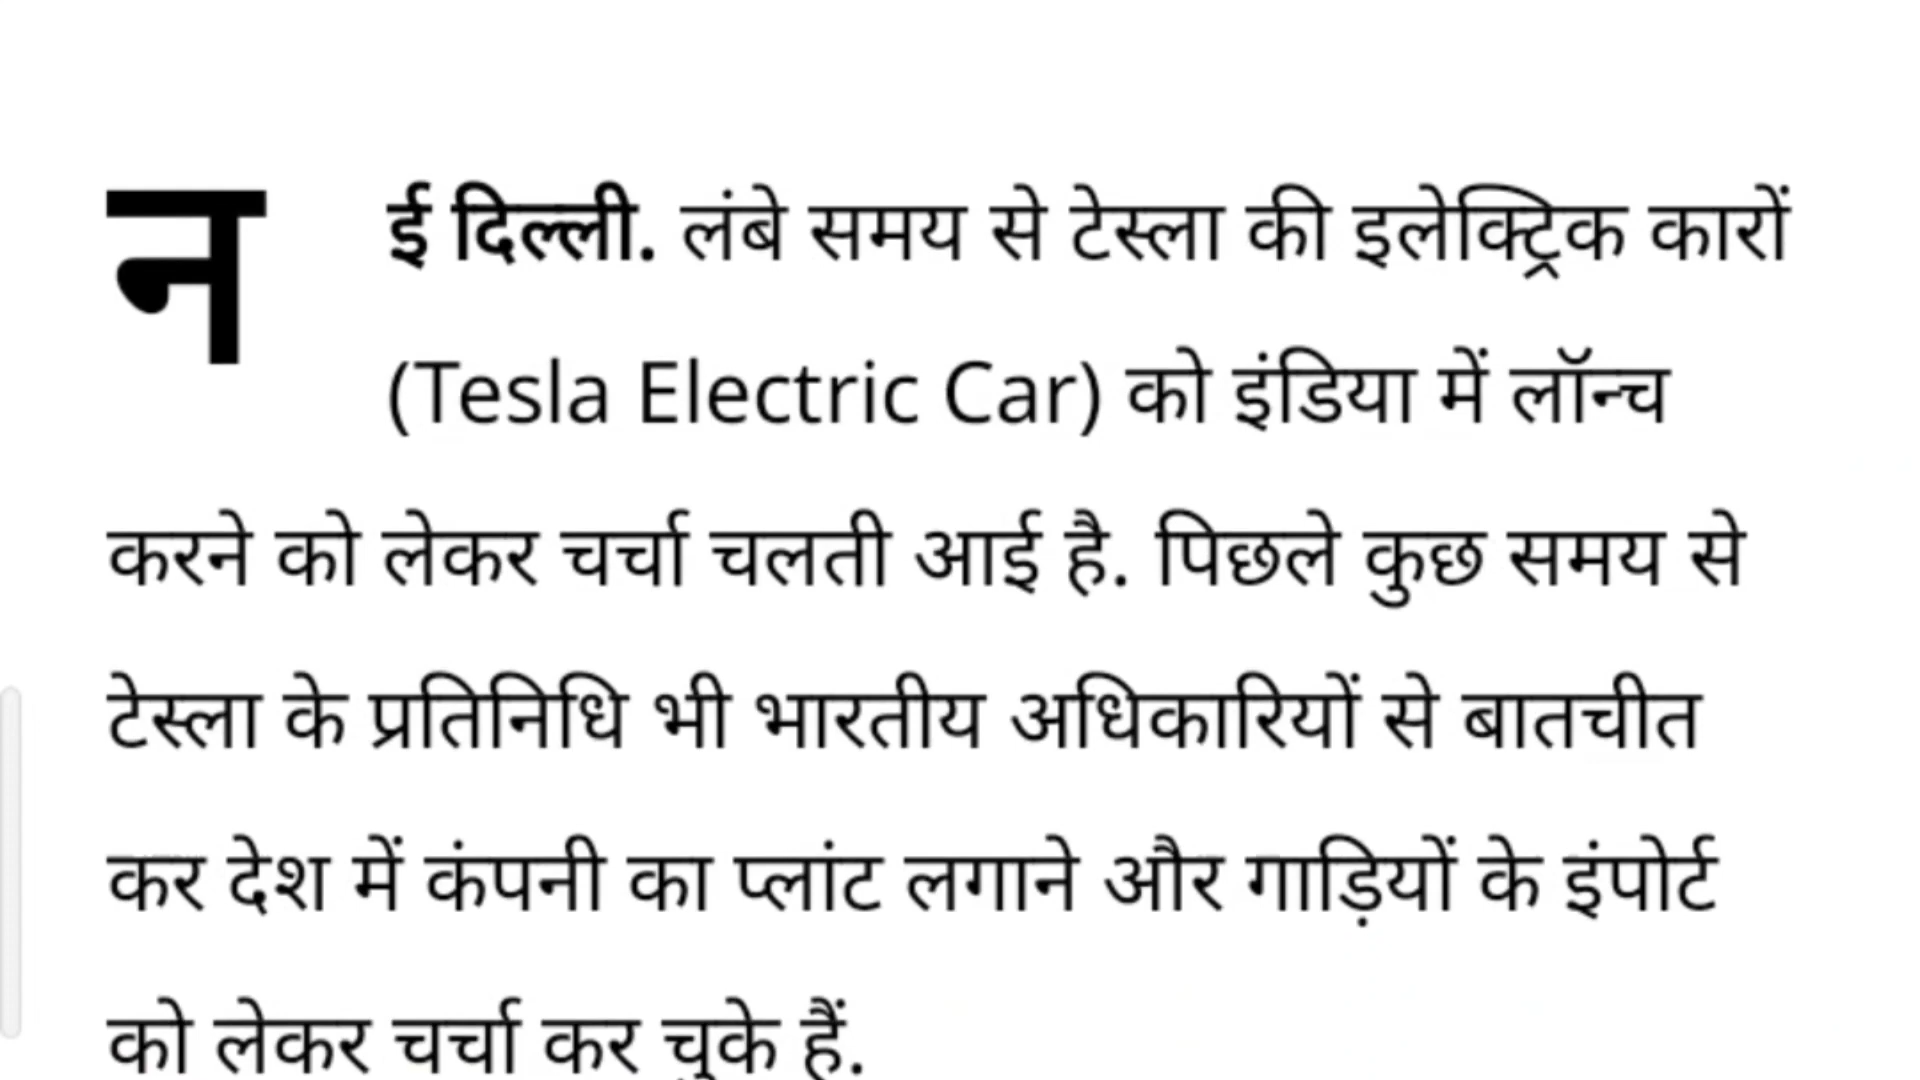 नई दिल्ली. लंबे समय से टेस्ला की इलेक्ट्रिक कारों
(Tesla Electric Car) को इंडिया में लॉन्च
करने को लेकर चर्चा चलती आई है. पिछले कुछ समय से
टेस्ला के प्रतिनिधि भी भारतीय अधिकारियों से बातचीत
कर देश में कंपनी का प्लांट लगाने और गाड़ियों के इंपोर्ट
को लेकर चर्चा कर चुके हैं.